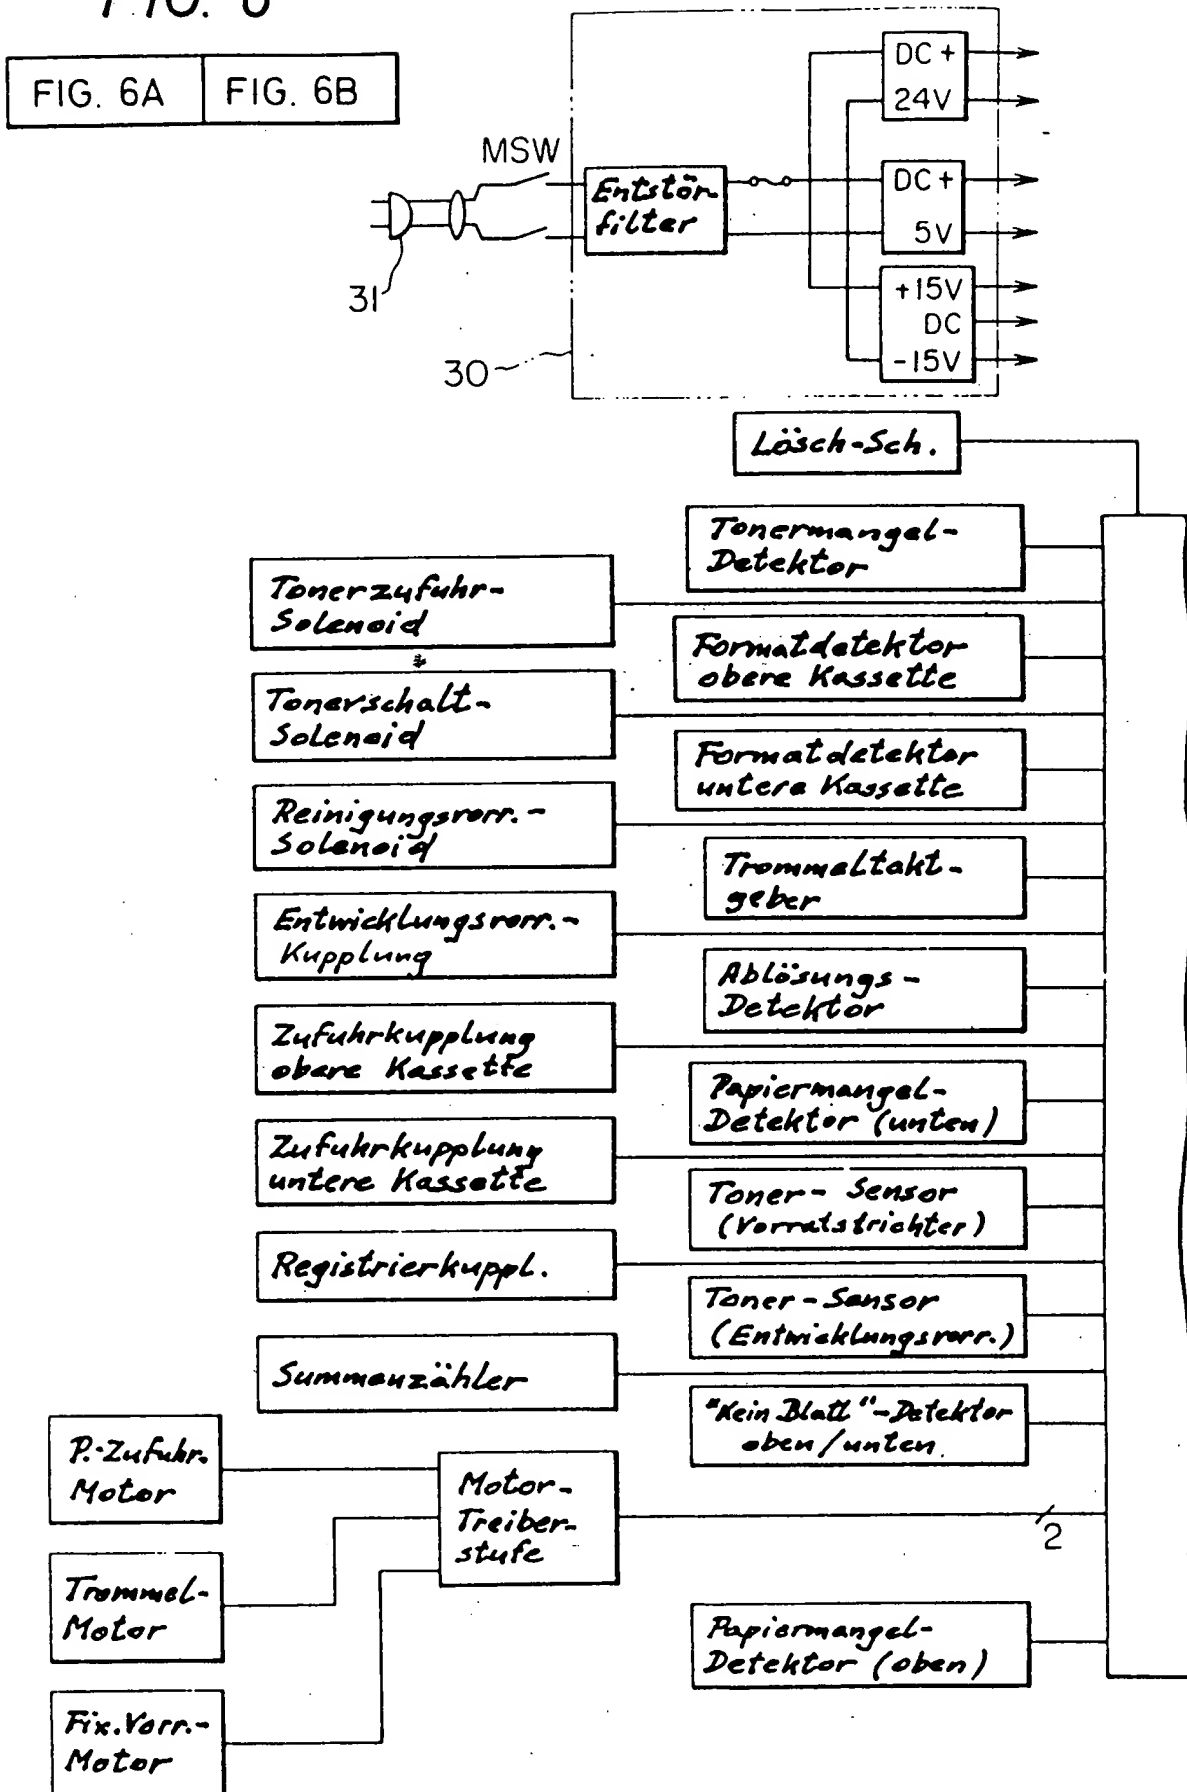 FIG. 6
FIG. 6A
FIG. 6B
MSW
31
30
Entstör-
filter
DC +
24V
DC +
5V
+15V
DC
-15V
Lösch-Sch.
Tonermangel-
Detektor
Tonerzufuhr-
Solenoid
Formatdetektor
obere Kassette
Tonerschalt-
Solenoid
Formatdetektor
untere Kassette
Reinigungsvorr.-
Solenoid
Trommeltakt-
geber
Entwicklungsvorr.-
Kupplung
Ablösungs-
Detektor
Zufuhrkupplung
obere Kassette
Papiermangel-
Detektor (unten)
Zufuhrkupplung
untere Kassette
Toner-Sensor
(Vorratstrichter)
Registrierkuppl.
Toner-Sensor
(Entwicklungsvorr.)
Summenzähler
"Kein Blatt"-Detektor
oben/unten
P.-Zufuhr-
Motor
Motor-
Treiber-
stufe
2
Trommel-
Motor
Papiermangel-
Detektor (oben)
Fix.Vorr.-
Motor